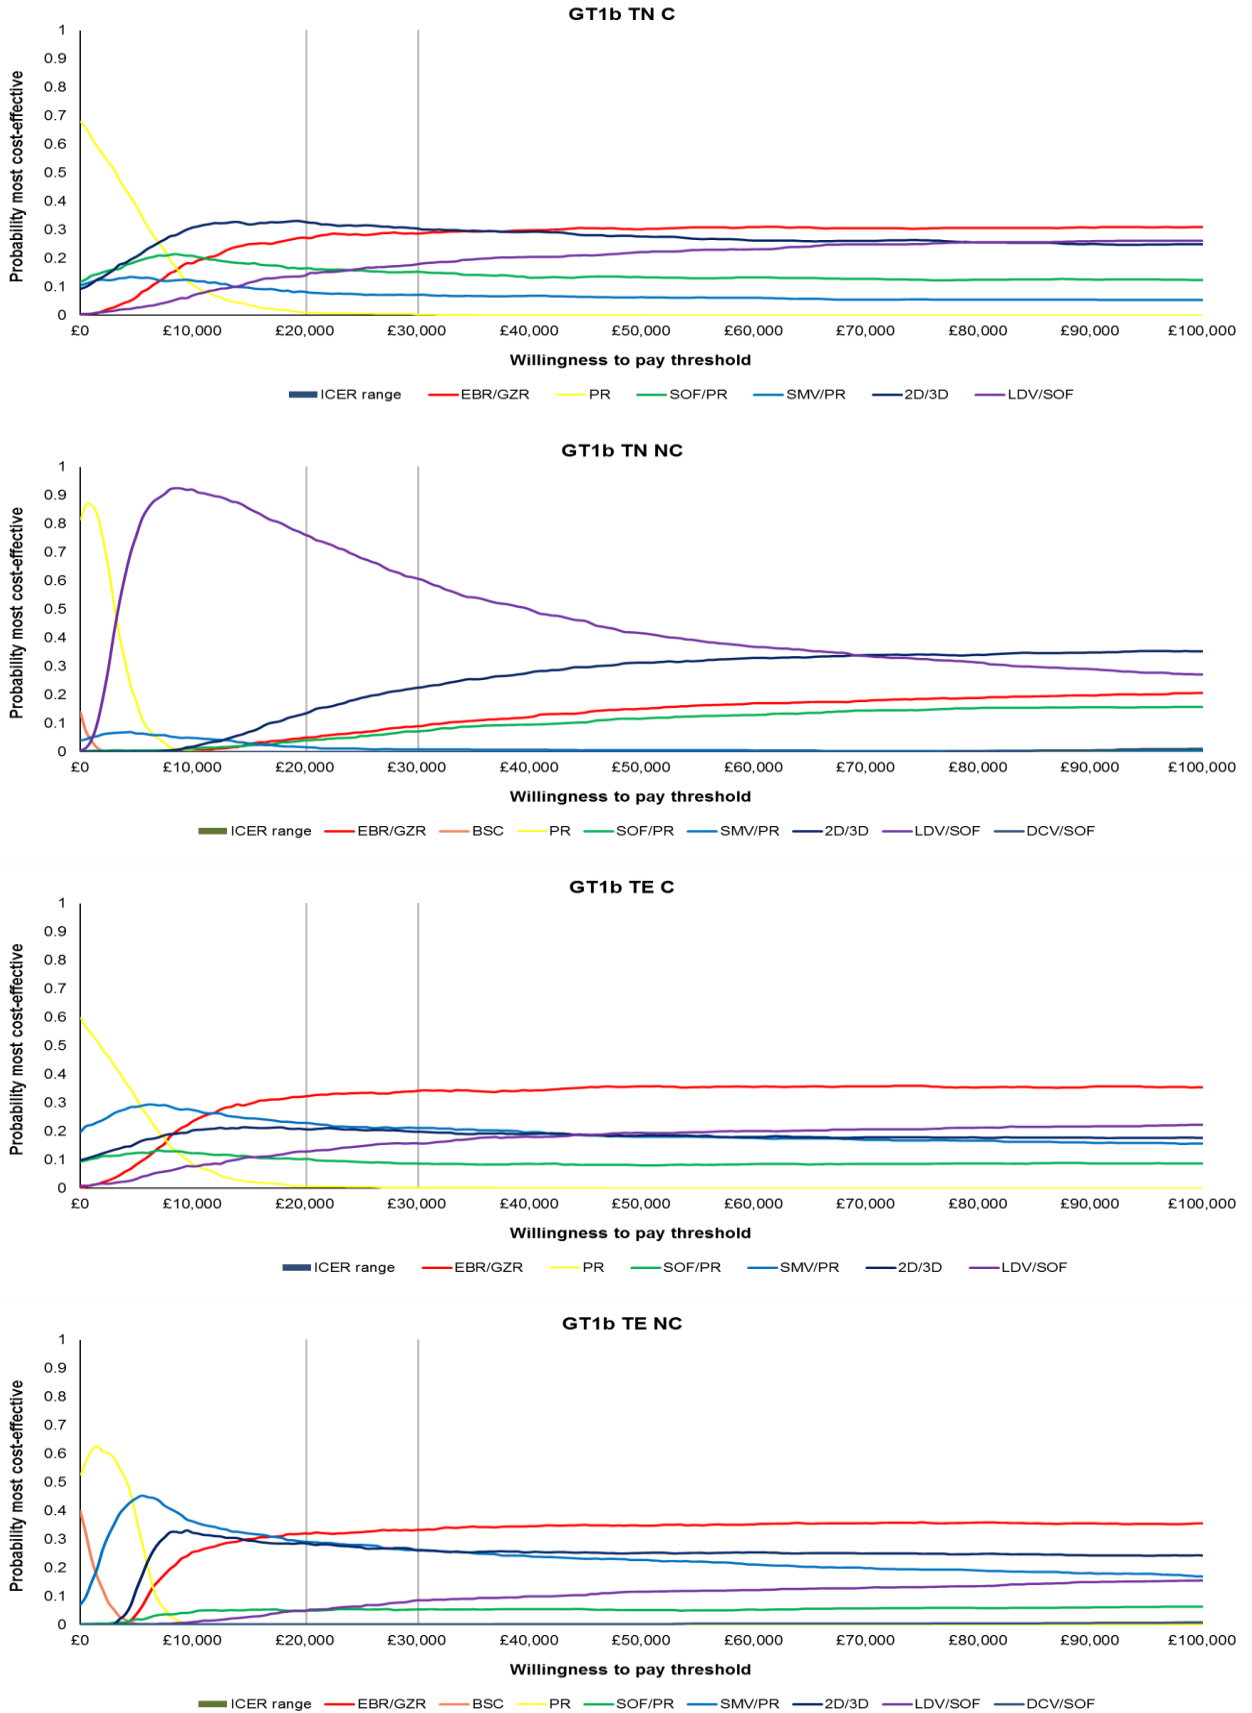 GT1b TN C
Probability most cost-effective
1
0.9
0.8
0.7
0.6
0.5
0.4
0.3
0.2
0.1
0
£0 £10,000 £20,000 £30,000 £40,000 £50,000 £60,000 £70,000 £80,000 £90,000 £100,000
Willingness to pay threshold
ICER range EBR/GZR PR SOF/PR SMV/PR 2D/3D LDV/SOF
GT1b TN NC
Probability most cost-effective
1
0.9
0.8
0.7
0.6
0.5
0.4
0.3
0.2
0.1
0
£0 £10,000 £20,000 £30,000 £40,000 £50,000 £60,000 £70,000 £80,000 £90,000 £100,000
Willingness to pay threshold
ICER range EBR/GZR BSC PR SOF/PR SMV/PR 2D/3D LDV/SOF DCV/SOF
GT1b TE C
Probability most cost-effective
1
0.9
0.8
0.7
0.6
0.5
0.4
0.3
0.2
0.1
0
£0 £10,000 £20,000 £30,000 £40,000 £50,000 £60,000 £70,000 £80,000 £90,000 £100,000
Willingness to pay threshold
ICER range EBR/GZR PR SOF/PR SMV/PR 2D/3D LDV/SOF
GT1b TE NC
Probability most cost-effective
1
0.9
0.8
0.7
0.6
0.5
0.4
0.3
0.2
0.1
0
£0 £10,000 £20,000 £30,000 £40,000 £50,000 £60,000 £70,000 £80,000 £90,000 £100,000
Willingness to pay threshold
ICER range EBR/GZR BSC PR SOF/PR SMV/PR 2D/3D LDV/SOF DCV/SOF